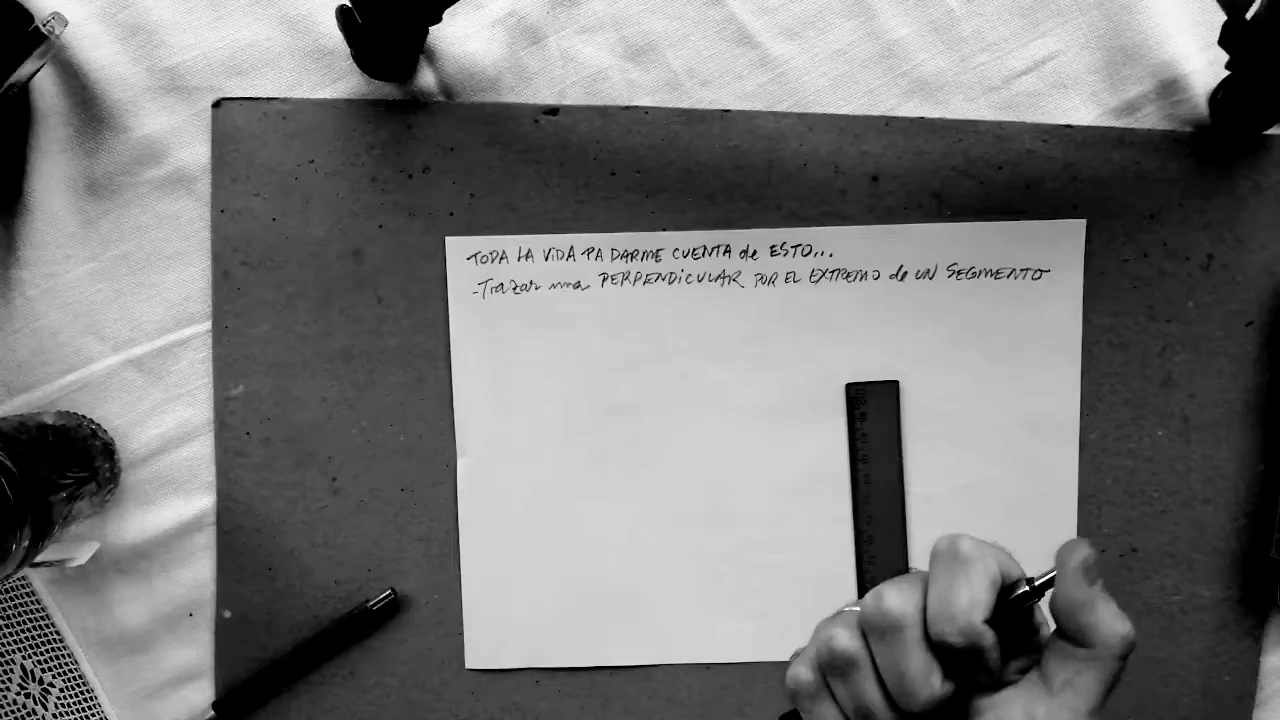 TODA LA ViDA PA DARME CUENTA de ESTO...
-Trazar una PERPENDiCULAR POR EL EXTREMO de UN SEGMENTO